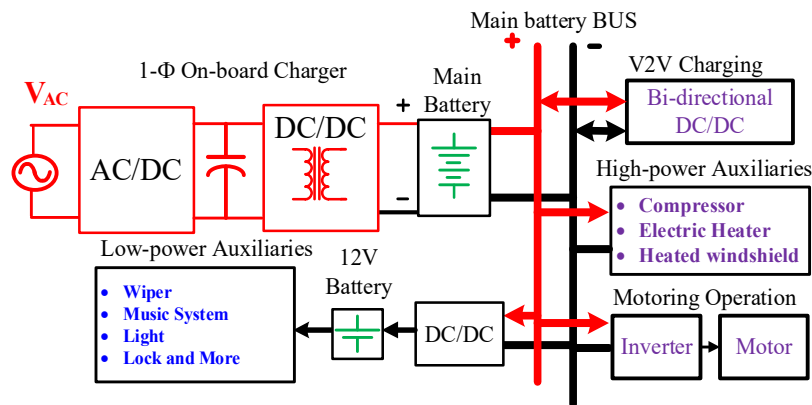 Main battery BUS
+
-
1-Φ On-board Charger
V2V Charging
Main
Battery
VAC
AC/DC
DC/DC
+
-
Bi-directional
DC/DC
High-power Auxiliaries
• Compressor
• Electric Heater
• Heated windshield
Low-power Auxiliaries
• Wiper
• Music System
• Light
• Lock and More
12V
Battery
DC/DC
Motoring Operation
Inverter
Motor